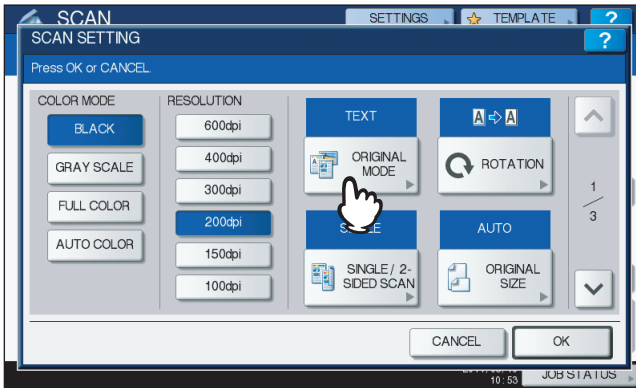 SCAN
SETTINGS
TEMPLATE
?
SCAN SETTING
?
Press OK or CANCEL.
COLOR MODE
RESOLUTION
BLACK
GRAY SCALE
FULL COLOR
AUTO COLOR
600dpi
400dpi
300dpi
200dpi
150dpi
100dpi
TEXT
ORIGINAL
MODE
A A
ROTATION
SINGLE / 2-
SIDED SCAN
AUTO
ORIGINAL
SIZE
1
3
CANCEL
OK
10:53
JOB STATUS